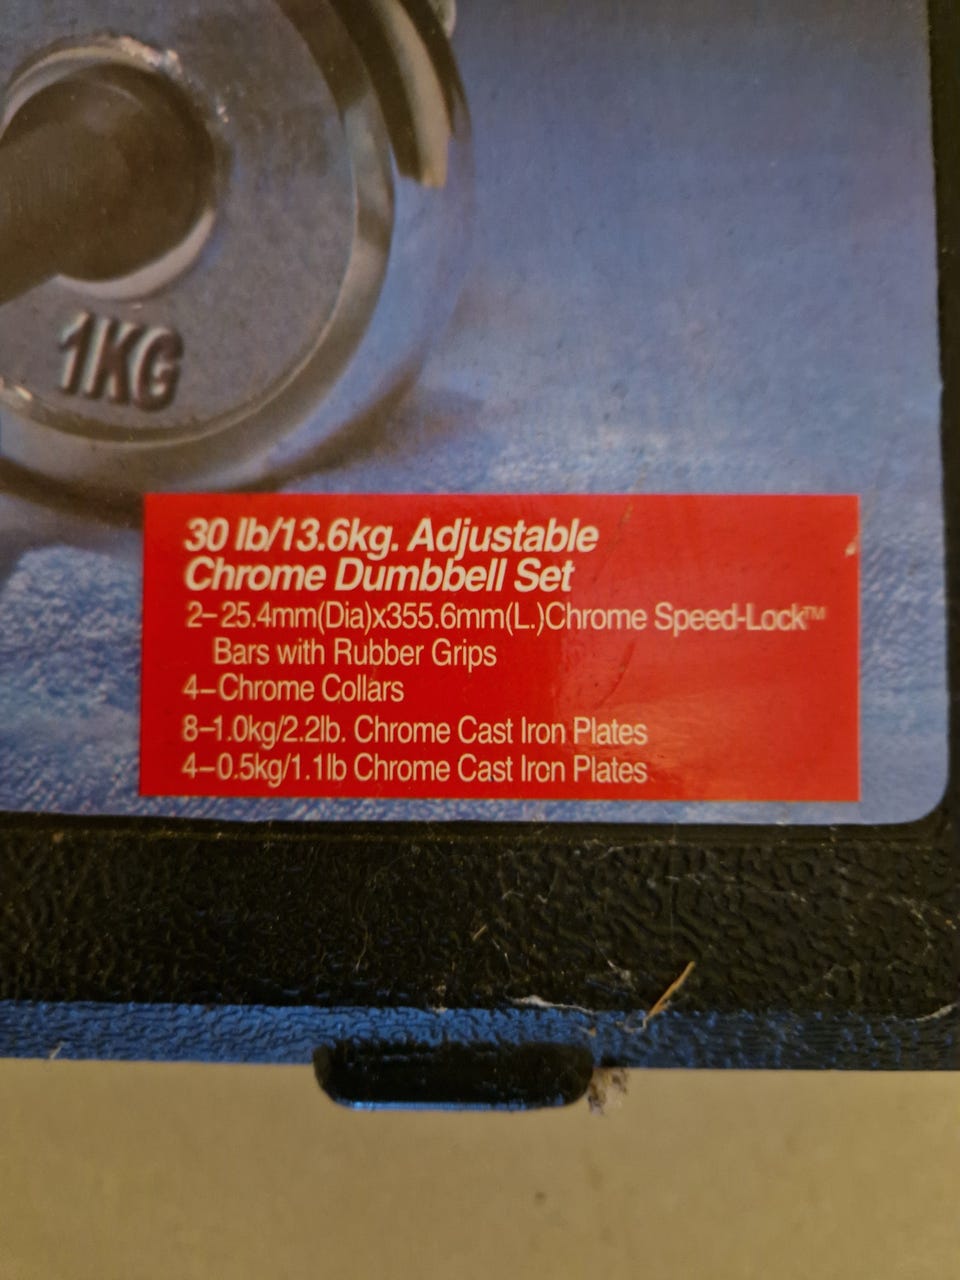 1KG
30 lb/13.6kg. Adjustable
Chrome Dumbbell Set
2–25.4mm(Dia)x355.6mm(L.)Chrome Speed-Lock™
Bars with Rubber Grips
4–Chrome Collars
8–1.0kg/2.2lb. Chrome Cast Iron Plates
4–0.5kg/1.1lb Chrome Cast Iron Plates